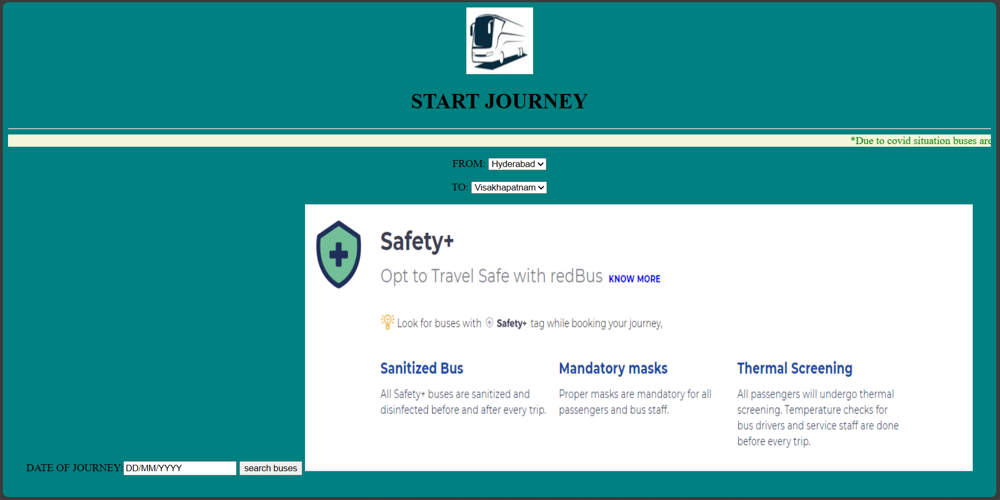 START JOURNEY
*Due to covid situation buses are
FROM: Hyderabad
TO: Visakhapatnam
Safety+
Opt to Travel Safe with redBus KNOW MORE
Look for buses with Safety+ tag while booking your journey,
Sanitized Bus
All Safety+ buses are sanitized and
disinfected before and after every trip.
Mandatory masks
Proper masks are mandatory for all
passengers and bus staff.
Thermal Screening
All passengers will undergo thermal
screening. Temperature checks for
bus drivers and service staff are done
before every trip.
DATE OF JOURNEY: DD/MM/YYYY search buses